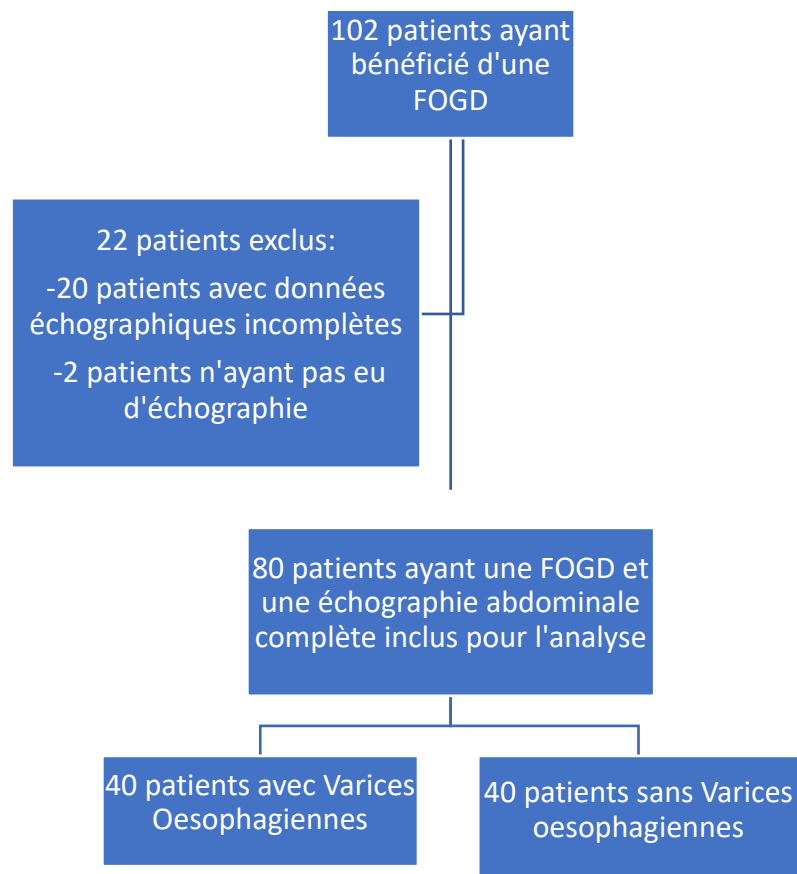 102 patients ayant
bénéficié d'une
FOGD
22 patients exclus:
-20 patients avec données
échographiques incomplètes
-2 patients n'ayant pas eu
d'échographie
80 patients ayant une FOGD et
une échographie abdominale
complète inclus pour l'analyse
40 patients avec Varices
Oesophagiennes
40 patients sans Varices
oesophagiennes